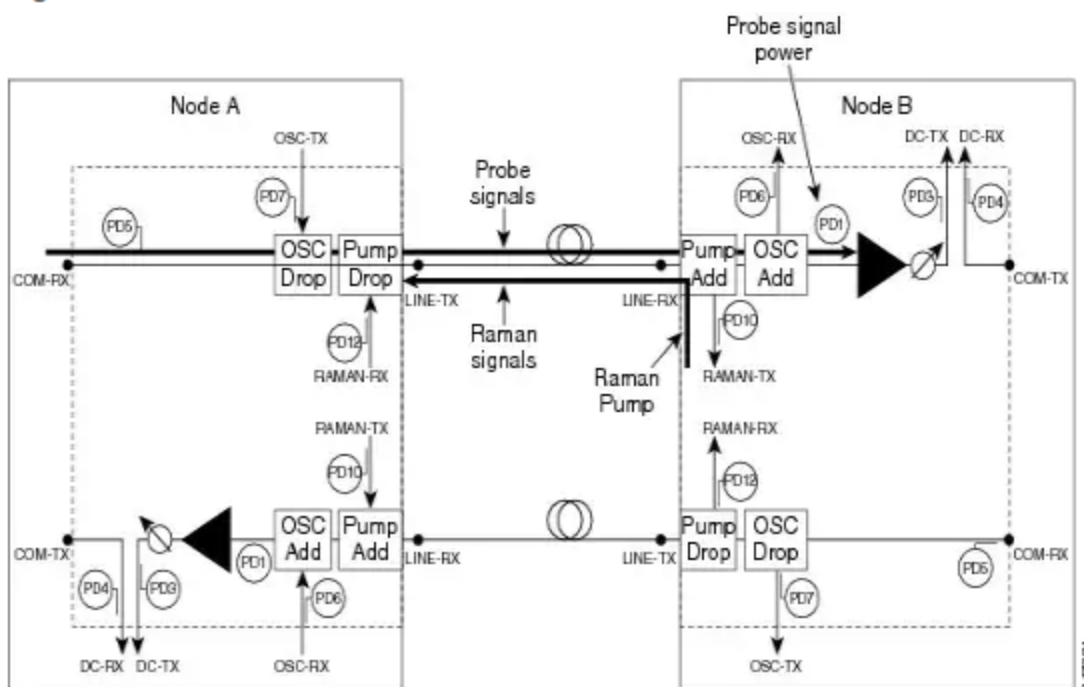 Probe signal
power
Node A
Node B
OSC-TX
OSC-RX
DC-TX
DC-RX
Probe
signals
PD7
PD6
PD3
PD4
PD5
PD1
OSC
Drop
Pump
Drop
Pump
Add
OSC
Add
COM-RX
LINE-TX
LINE-RX
COM-TX
PD12
Raman
signals
PD10
RAMAN-RX
Raman
Pump
RAMAN-TX
RAMAN-TX
RAMAN-RX
PD10
PD12
OSC
Add
Pump
Add
Pump
Drop
OSC
Drop
COM-TX
PD1
LINE-RX
LINE-TX
PD5
COM-RX
PD4
PD3
PD6
PD7
DC-RX
DC-TX
OSC-RX
OSC-TX